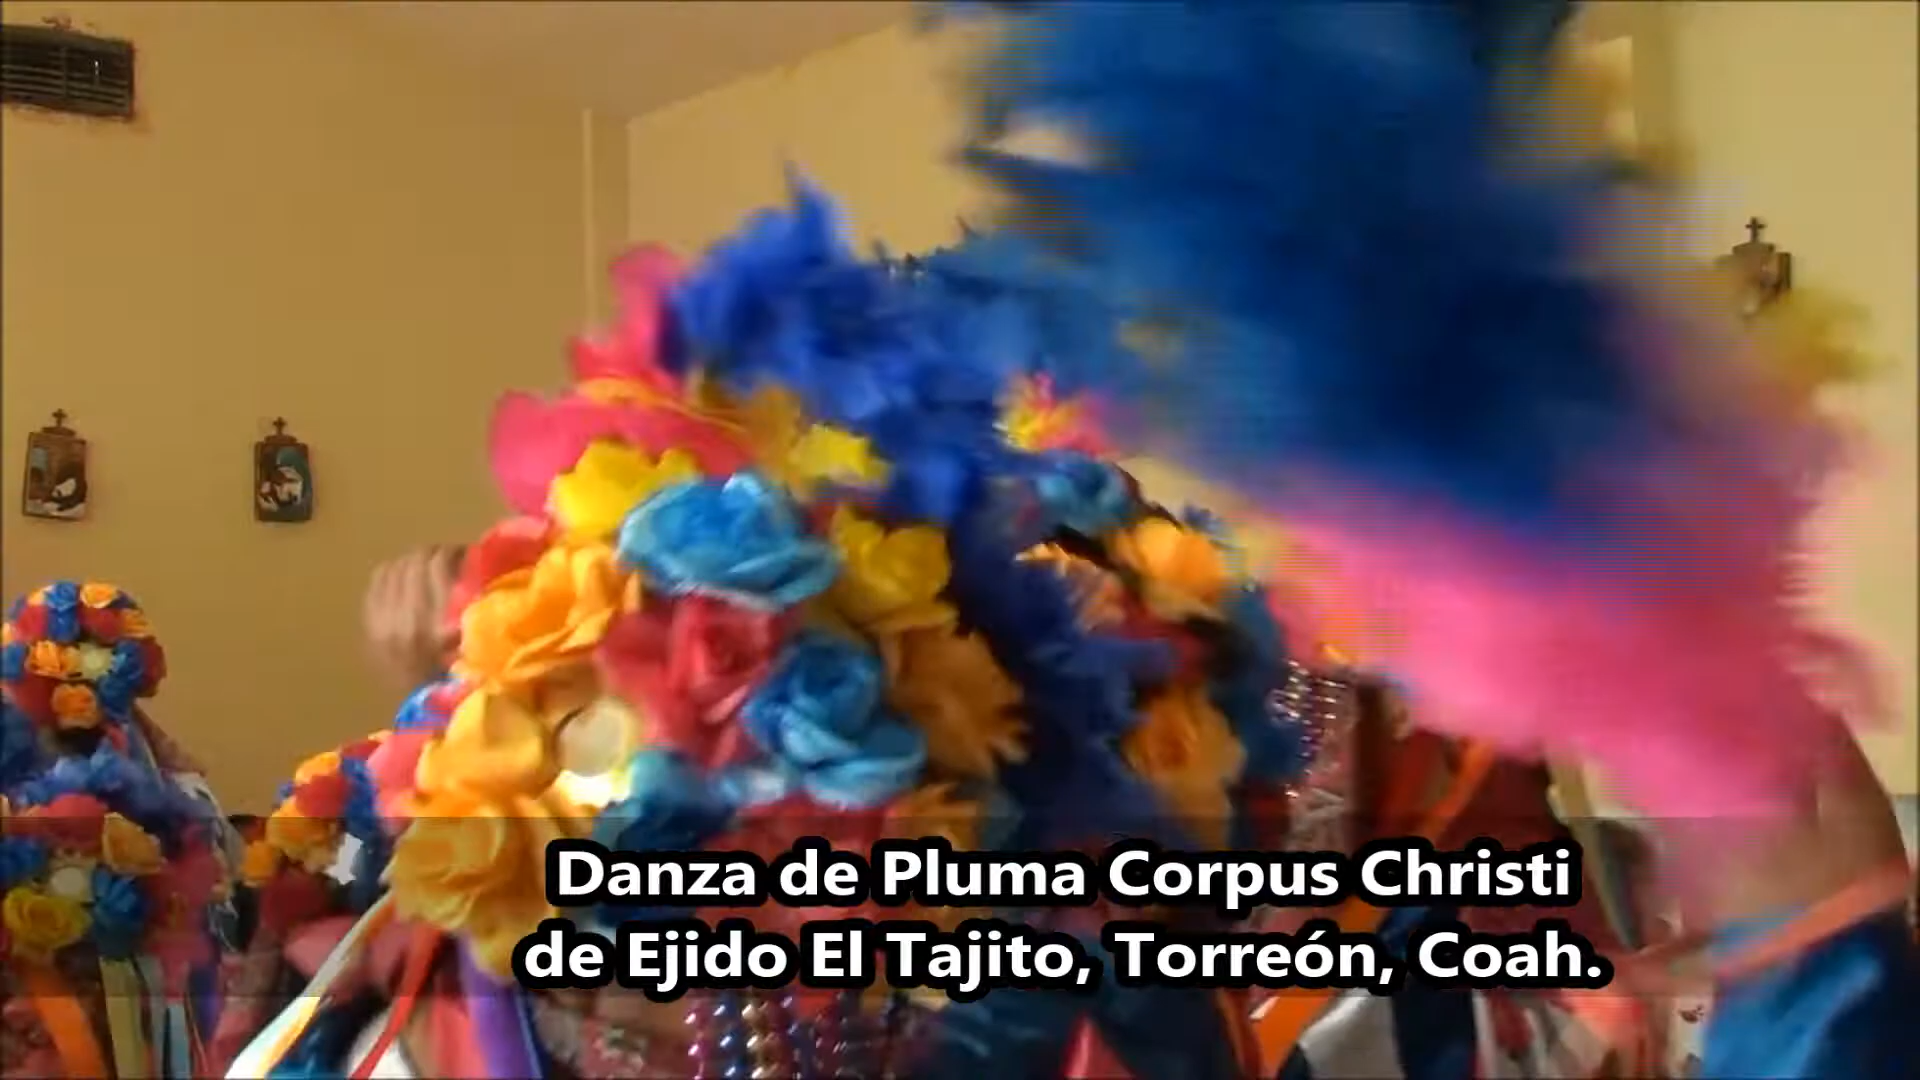 Danza de Pluma Corpus Christi
de Ejido El Tajito, Torreón, Coah.